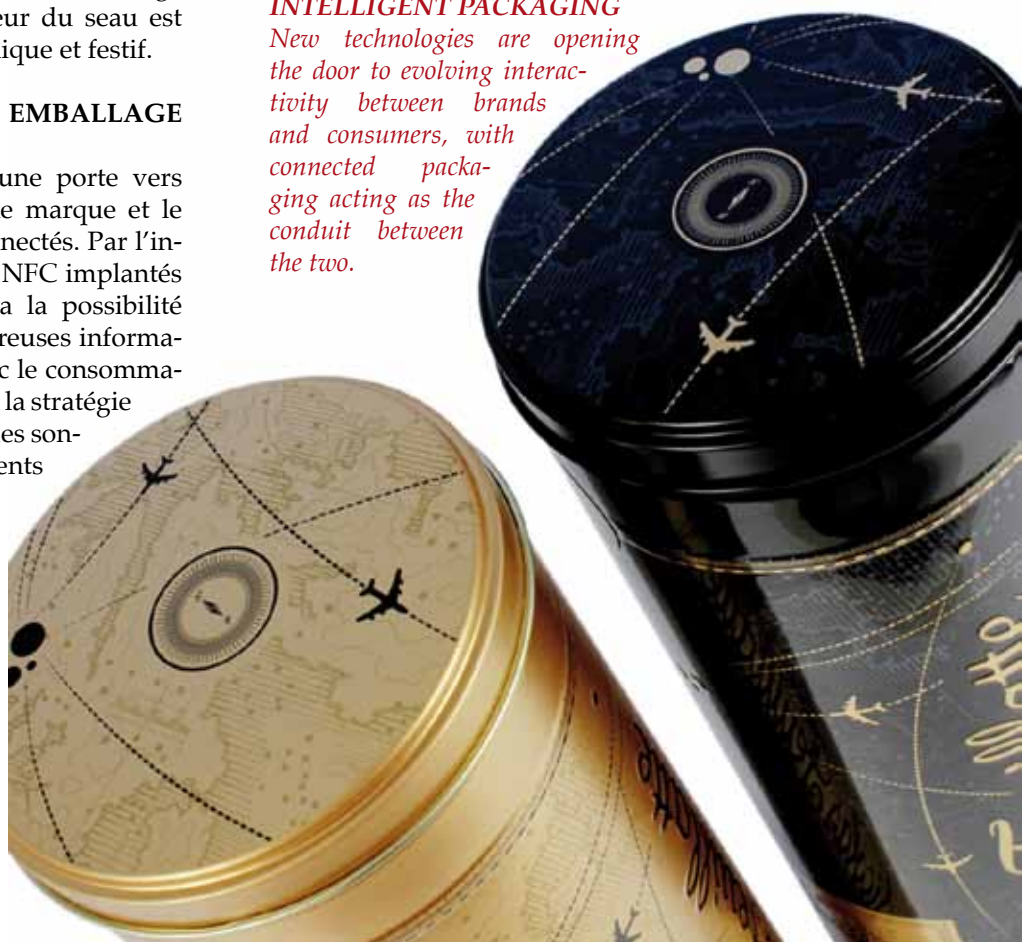 eur du seau est
ique et festif.
EMBALLAGE
une porte vers
e marque et le
nectés. Par l'in-
NFC implantés
a la possibilité
reuses informa-
c le consomma-
la stratégie
es son-
ents
INTELLIGENT PACKAGING
New technologies are opening
the door to evolving interac-
tivity between brands
and consumers, with
connected packa-
ging acting as the
conduit between
the two.